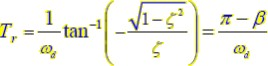 T_r = \frac{1}{\omega_d} \tan^{-1} \left( -\frac{\sqrt{1-\zeta^2}}{\zeta} \right) = \frac{\pi - \beta}{\omega_d}